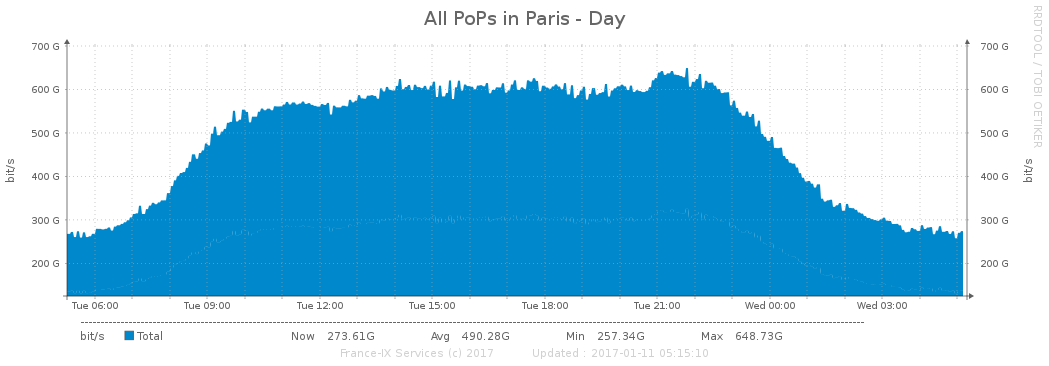 All PoPs in Paris - Day
RRDTOOL / TOBI OETIKER
700 G 700 G
600 G 600 G
500 G 500 G
400 G 400 G
300 G 300 G
200 G 200 G
bit/s bit/s
Tue 06:00 Tue 09:00 Tue 12:00 Tue 15:00 Tue 18:00 Tue 21:00 Wed 00:00 Wed 03:00
bit/s Total Now 273.61G Avg 490.28G Min 257.34G Max 648.73G
France-IX Services (c) 2017 Updated : 2017-01-11 05:15:10